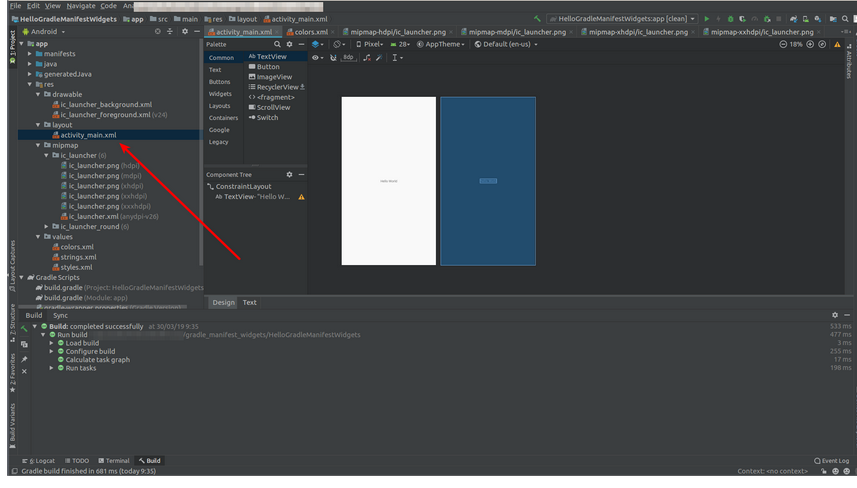 File Edit View Navigate Code
HelloGradleManifestWidgets app src main res layout activity_main.xml
HelloGradleManifestWidgets:app [clean]
1: Project
Android
activity_main.xml colors.xml mipmap-hdpi/ic_launcher.png mipmap-mdpi/ic_launcher.png mipmap-xhdpi/ic_launcher.png mipmap-xxhdpi/ic_launcher.png
app
manifests
java
generatedJava
res
drawable
ic_launcher_background.xml
ic_launcher_foreground.xml (v24)
layout
activity_main.xml
mipmap
ic_launcher (6)
ic_launcher.png (hdpi)
ic_launcher.png (mdpi)
ic_launcher.png (xhdpi)
ic_launcher.png (xxhdpi)
ic_launcher.png (xxxhdpi)
ic_launcher.xml (anydpi-v26)
ic_launcher_round (6)
values
colors.xml
strings.xml
styles.xml
Gradle Scripts
build.gradle (Project: HelloGradleManifestWidgets
build.gradle (Module: app)
gradle-wrapper.properties (Gradle Version)
Palette
Common
Text
Buttons
Widgets
Layouts
Containers
Google
Legacy
Ab TextView
Button
ImageView
RecyclerView
<> <fragment>
ScrollView
Switch
Component Tree
ConstraintLayout
Ab TextView- "Hello W...
Pixel 28 AppTheme Default (en-us) 18%
8dp
Attributes
Design Text
Layout Captures
Z: Structure
2: Favorites
Build Variants
Build Sync
Build: completed successfully at 30/03/19 9:35 533 ms
Run build /gradle_manifest_widgets/HelloGradleManifestWidgets 477 ms
Load build 3 ms
Configure build 255 ms
Calculate task graph 17 ms
Run tasks 198 ms
6: Logcat TODO Terminal Build Event Log
Gradle build finished in 681 ms (today 9:35) Context: <no context>